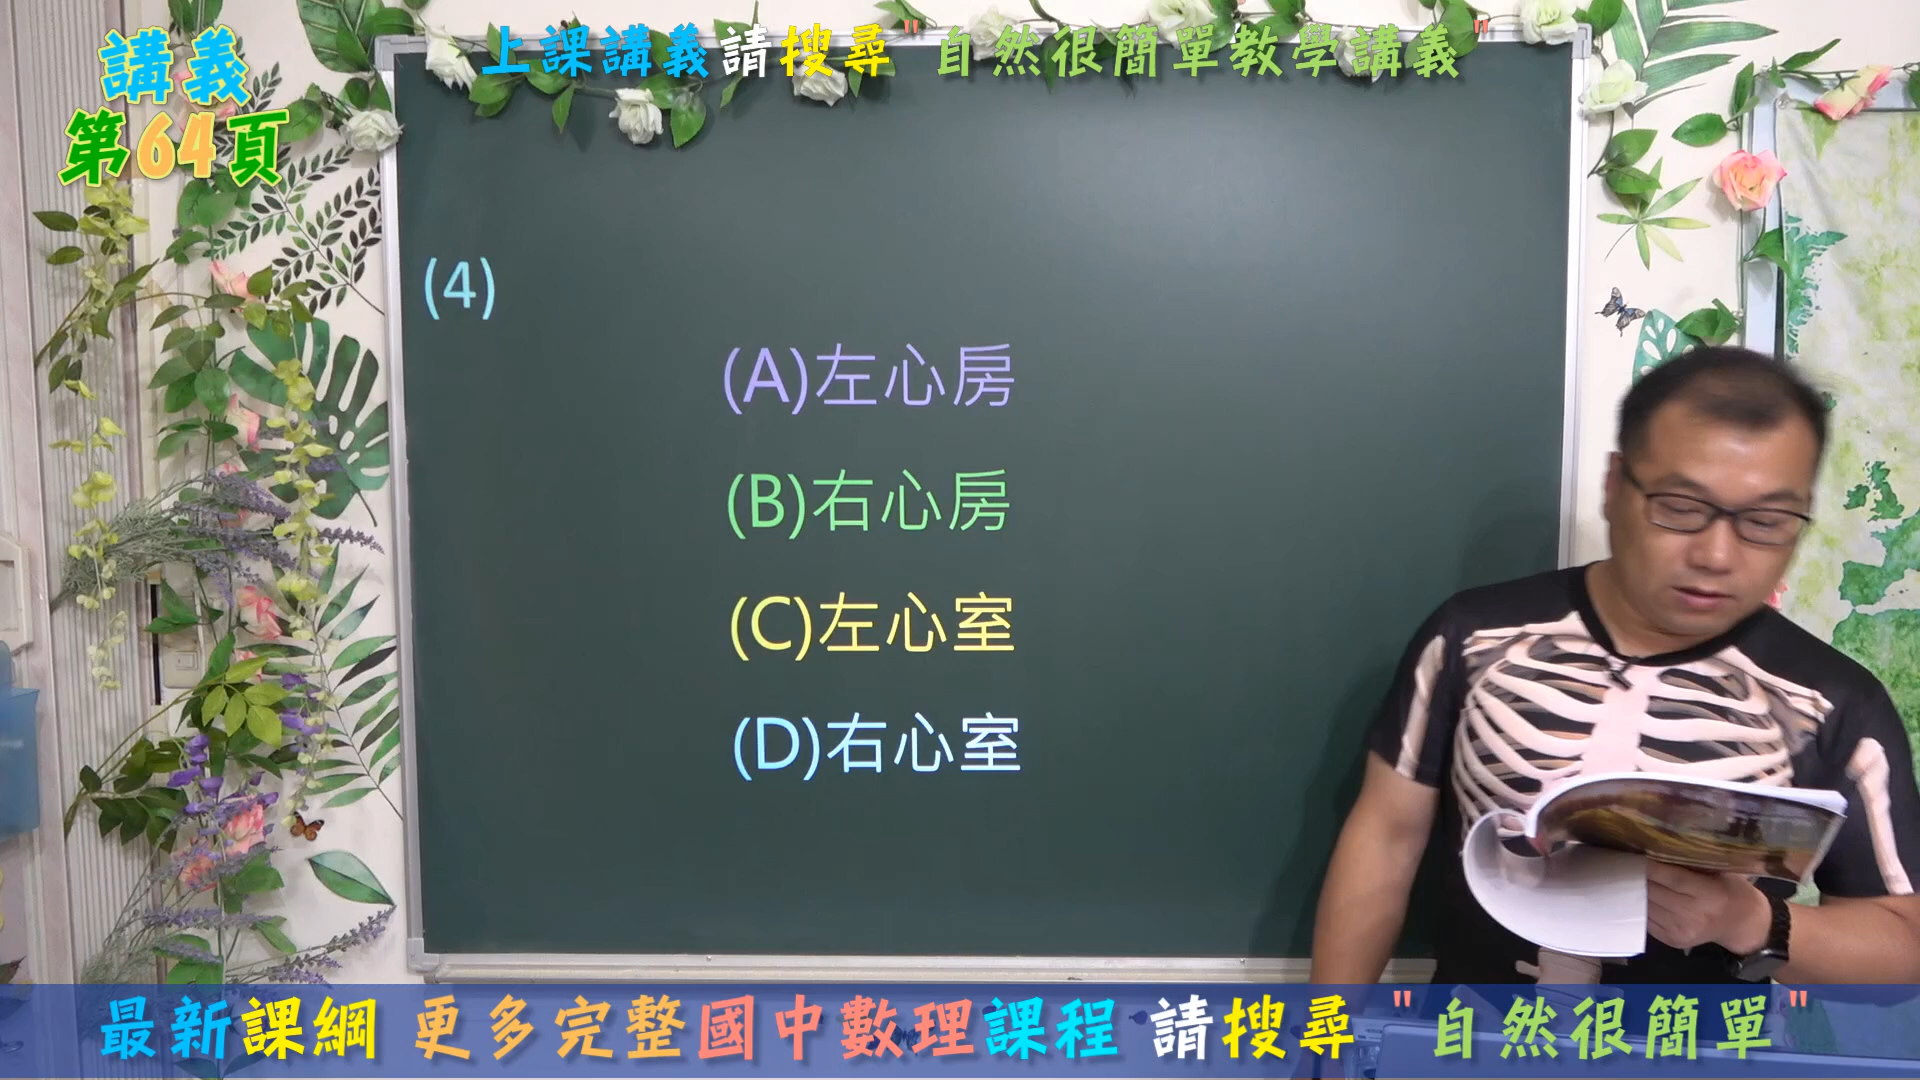 講義
第64頁
上課講義請搜尋"自然很簡單教學講義"
(4)
(A)左心房
(B)右心房
(C)左心室
(D)右心室
最新課綱 更多完整國中數理課程 請搜尋 "自然很簡單"